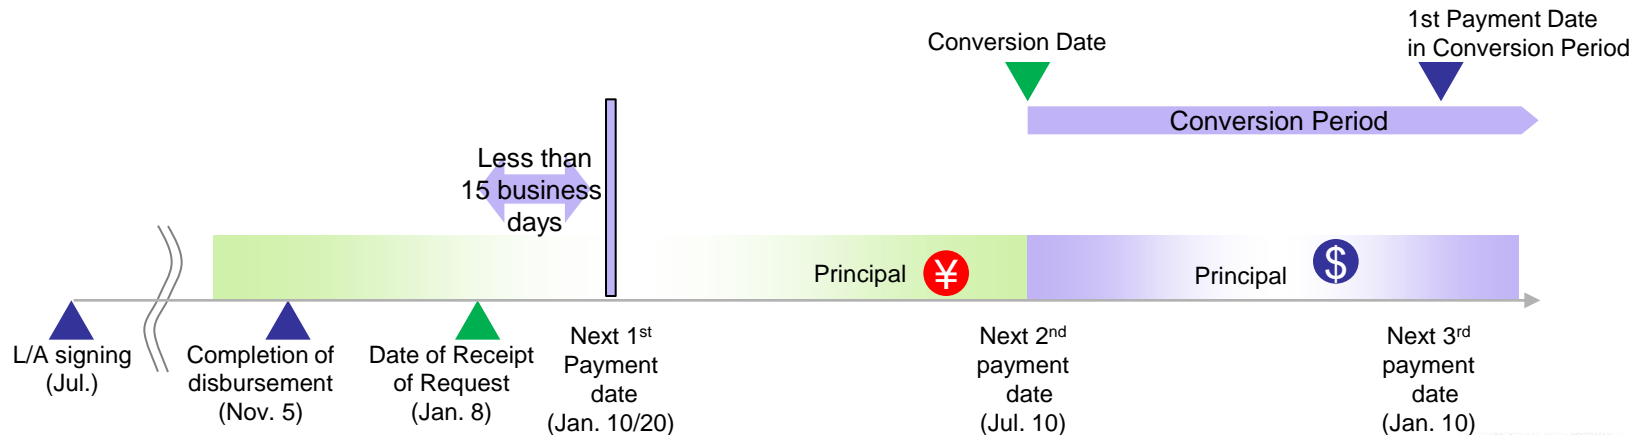 1st Payment Date
in Conversion Period
Conversion Date
Conversion Period
Less than
15 business
days
Principal
¥
Principal
$
L/A signing
(Jul.)
Completion of
disbursement
(Nov. 5)
Date of Receipt
of Request
(Jan. 8)
Next 1st
Payment
date
(Jan. 10/20)
Next 2nd
payment
date
(Jul. 10)
Next 3rd
payment
date
(Jan. 10)